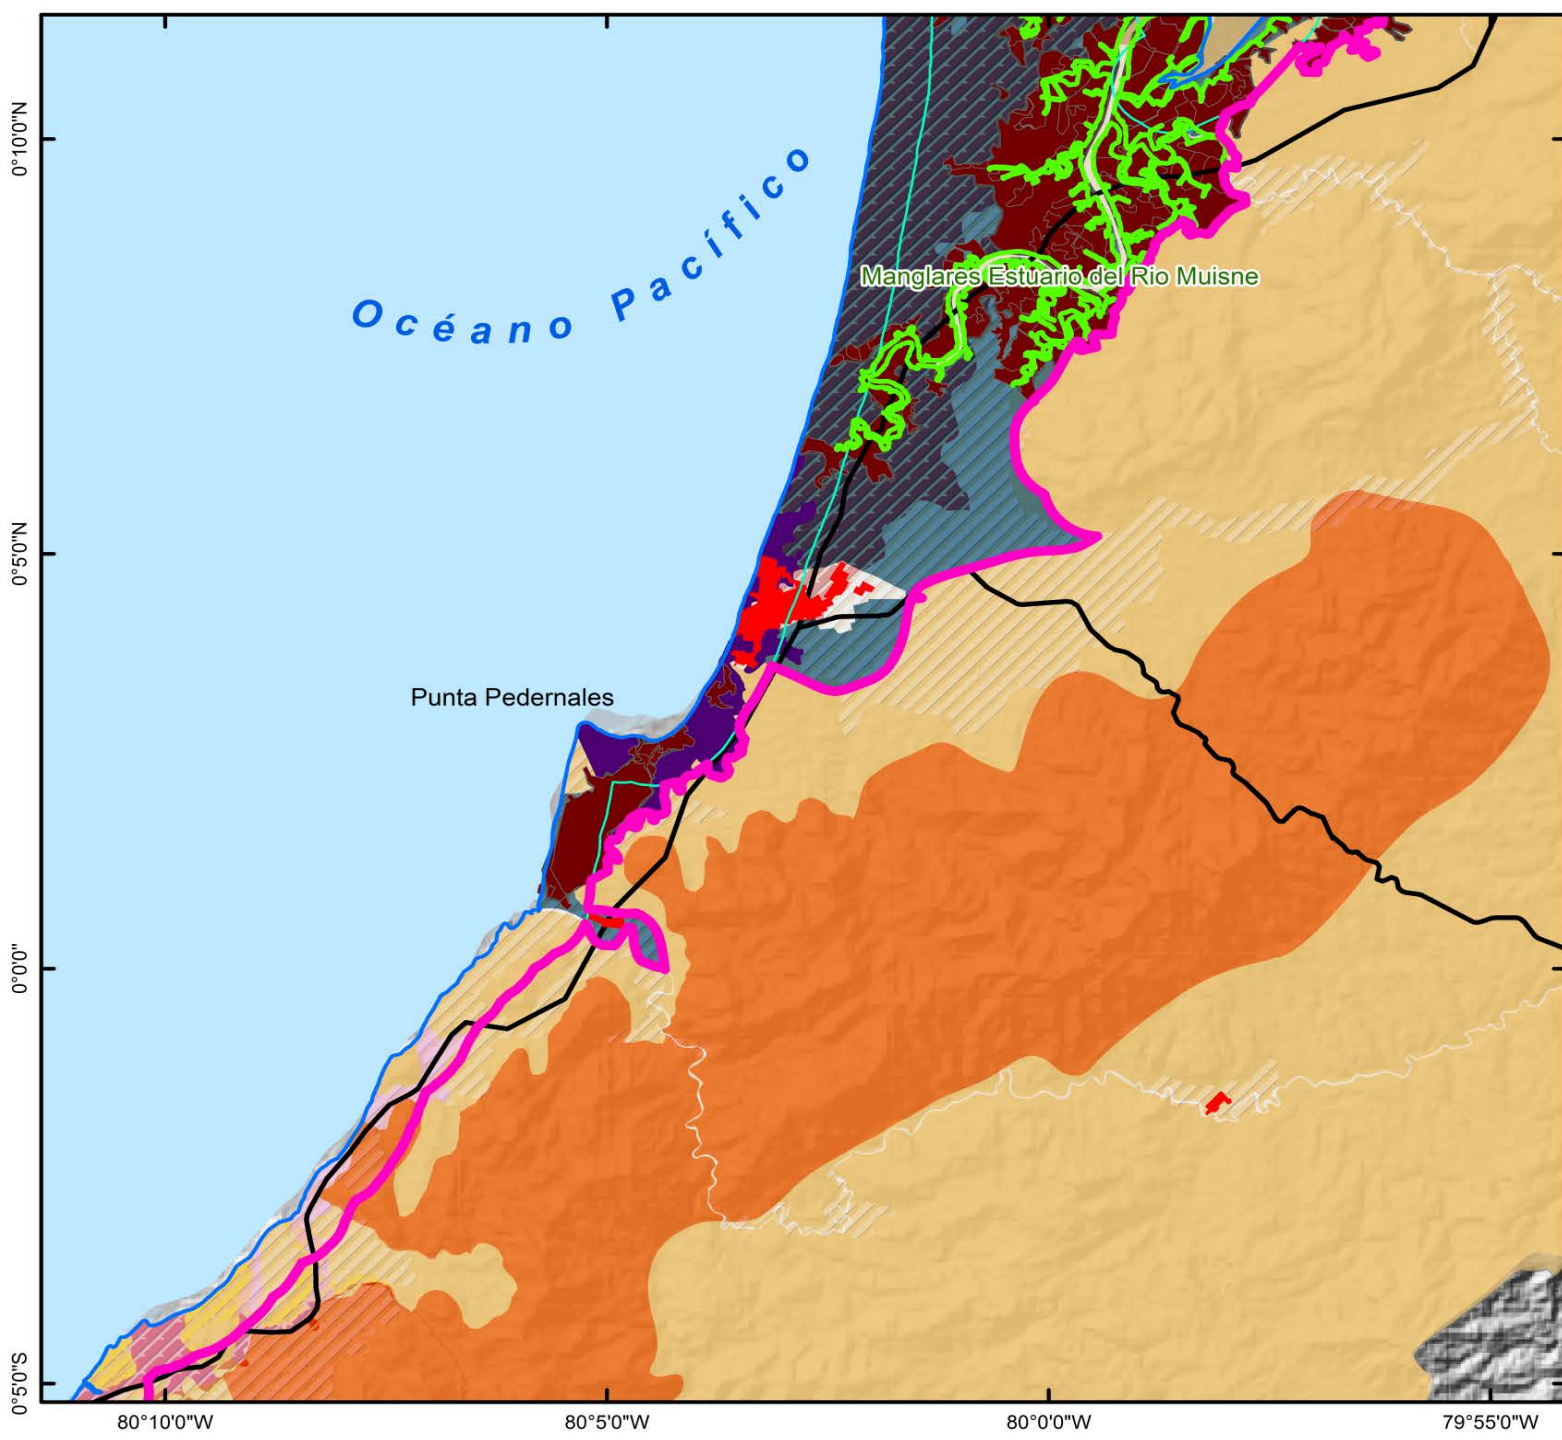 Océano Pacífico
Manglares Estuario del Rio Muisne
Punta Pedernales
0°10'0"N
0°5'0"N
0°0'0"
0°5'0"S
80°10'0"W
80°5'0"W
80°0'0"W
79°55'0"W